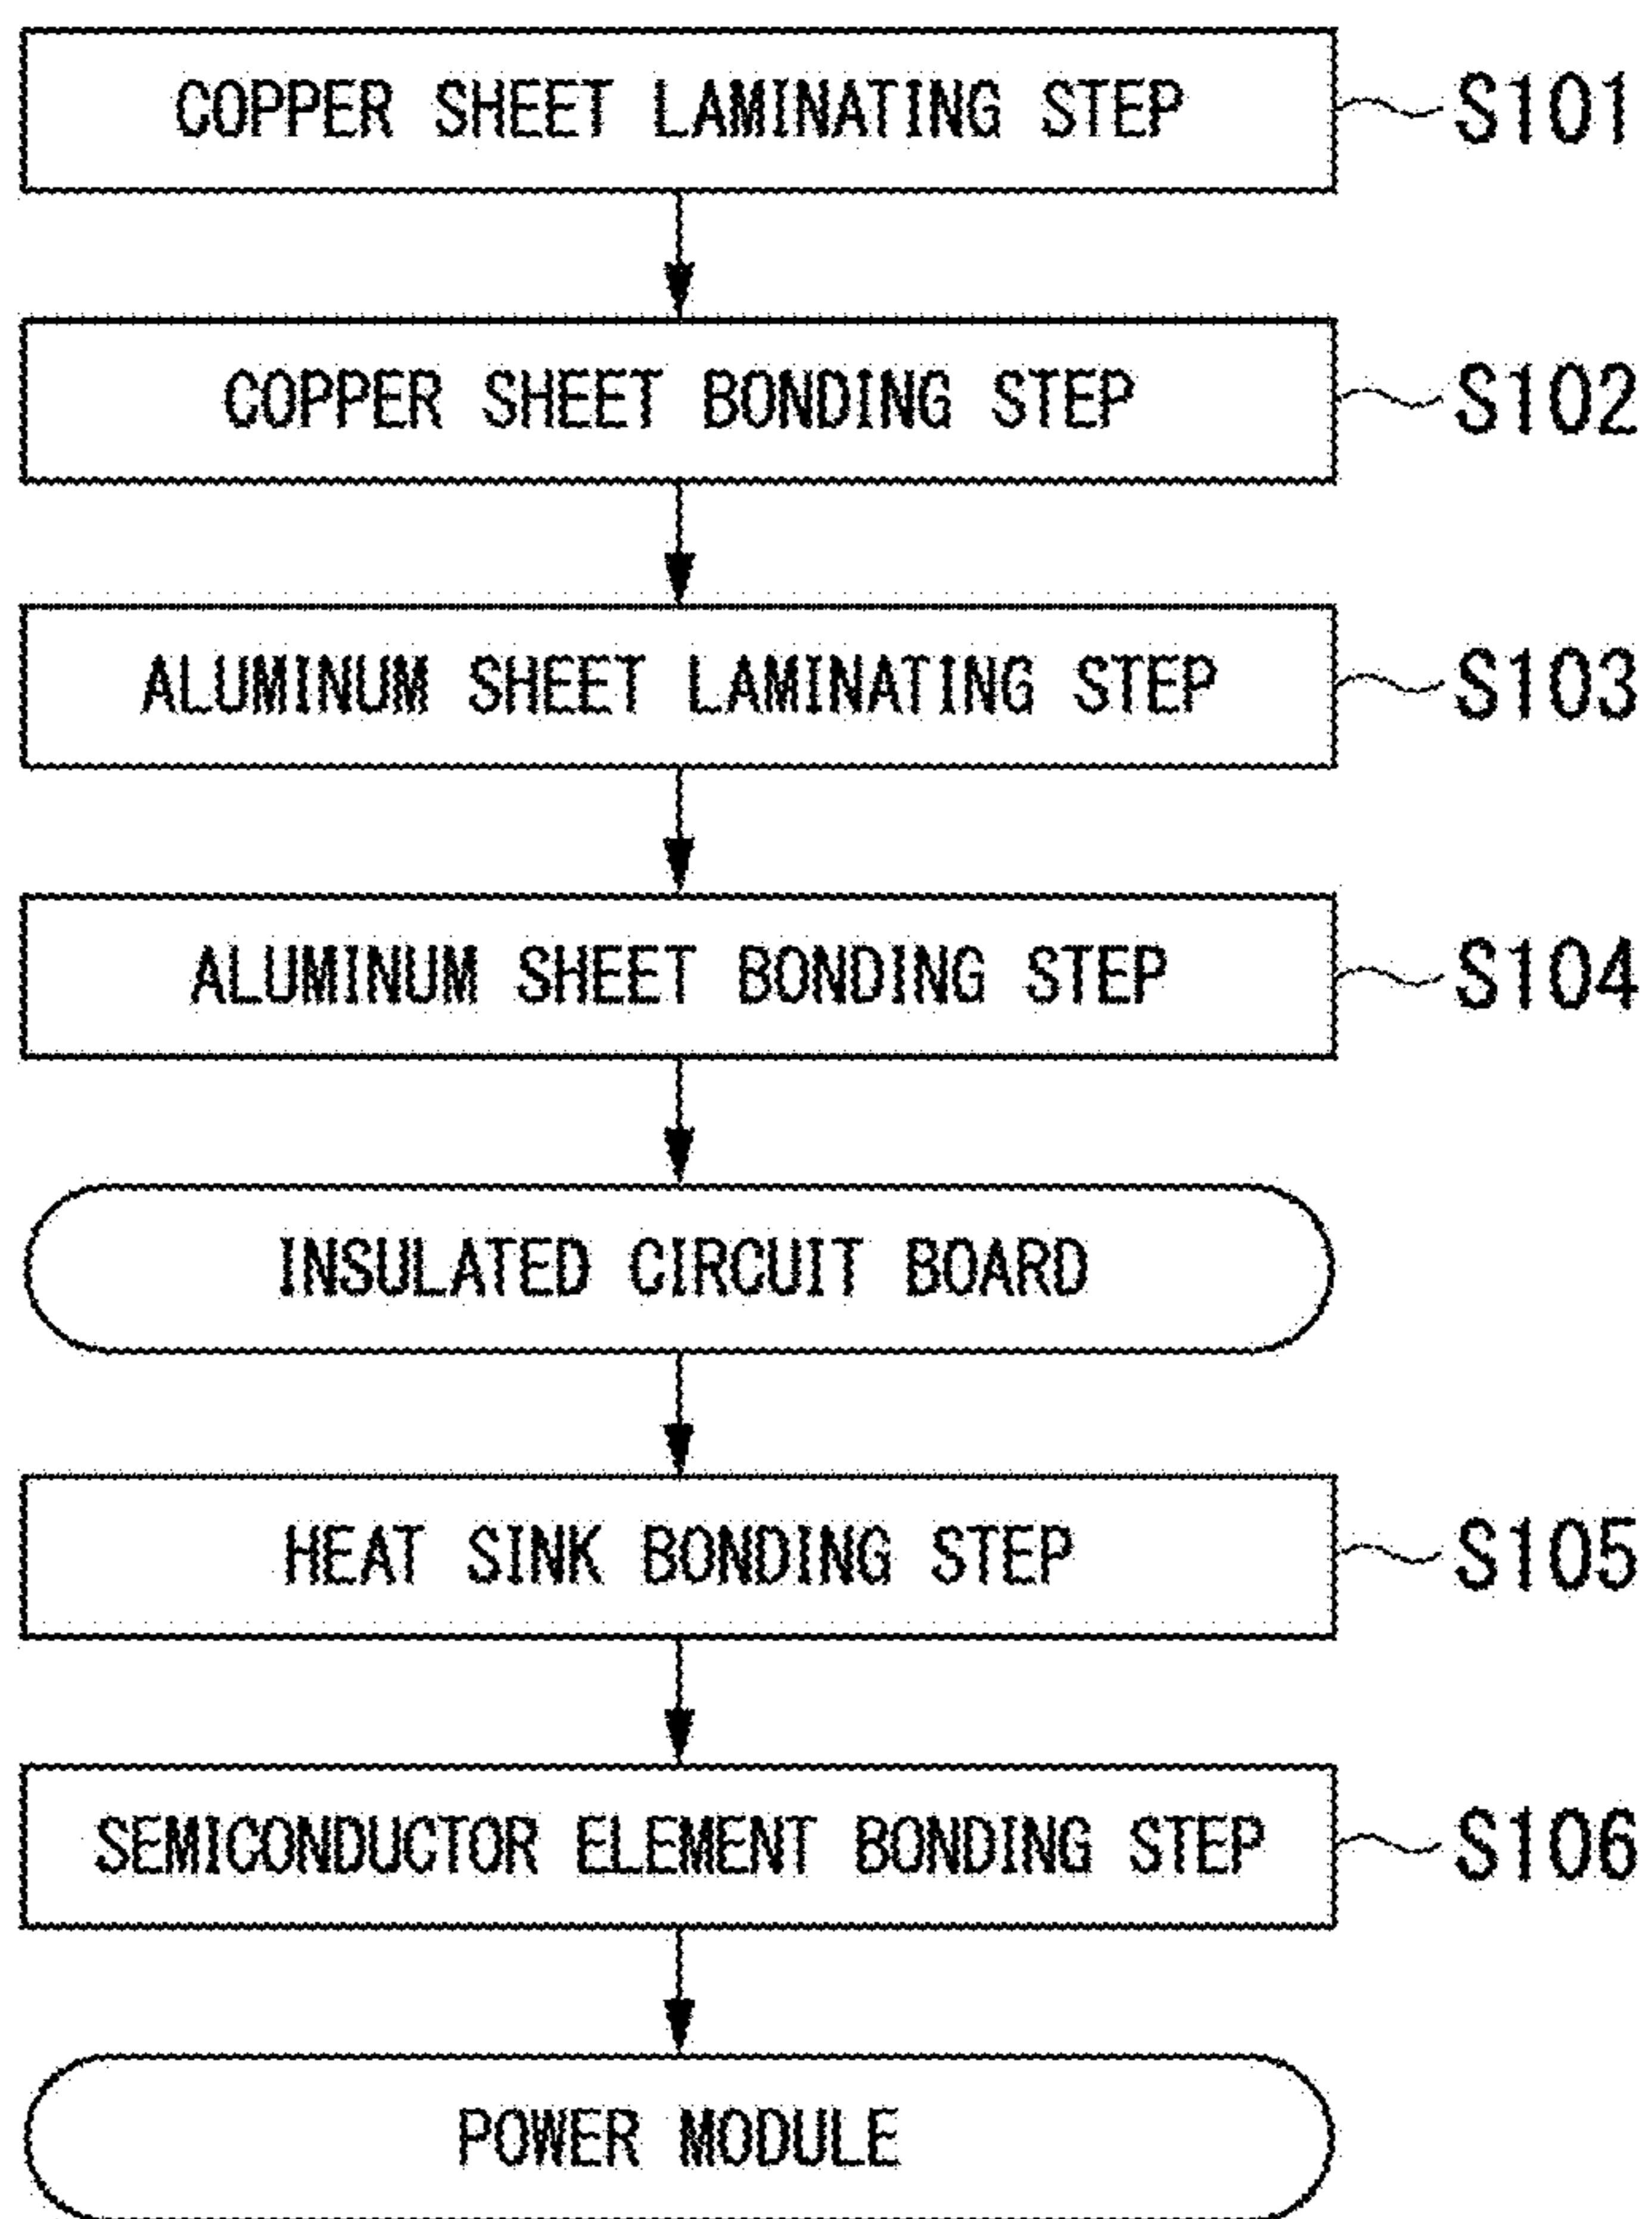 COPPER SHEET LAMINATING STEP S101
COPPER SHEET BONDING STEP S102
ALUMINUM SHEET LAMINATING STEP S103
ALUMINUM SHEET BONDING STEP S104
INSULATED CIRCUIT BOARD
HEAT SINK BONDING STEP S105
SEMICONDUCTOR ELEMENT BONDING STEP S106
POWER MODULE